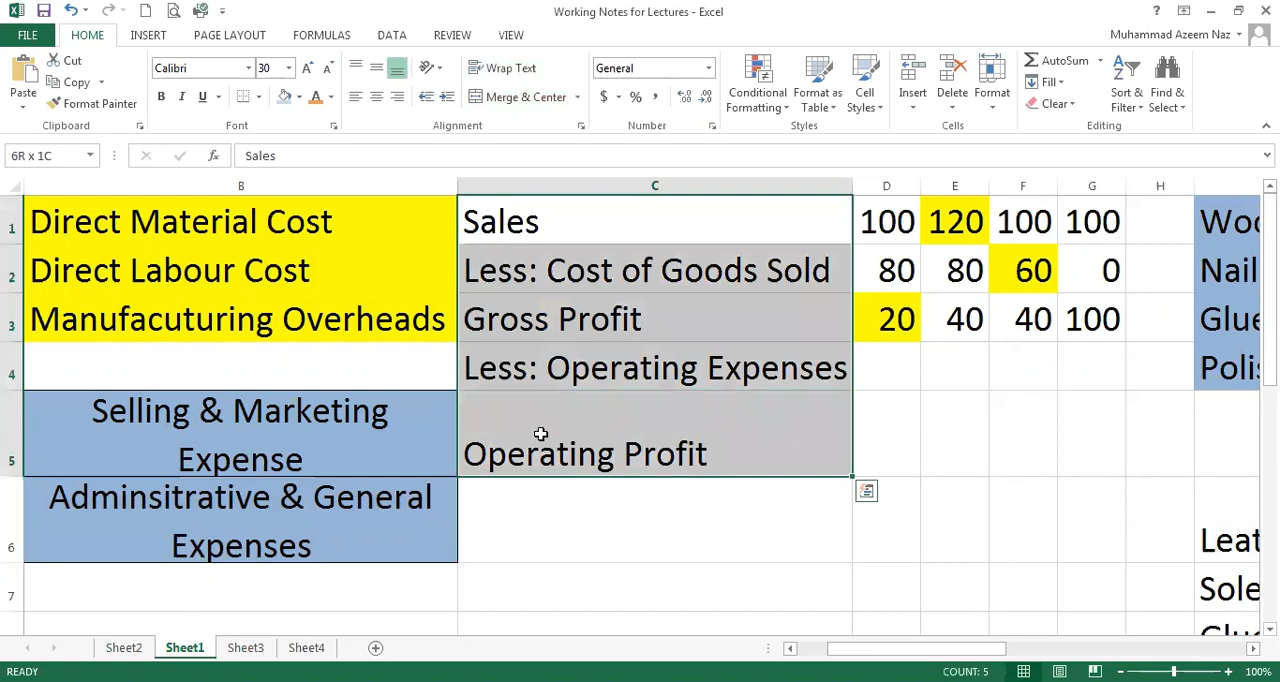 Working Notes for Lectures - Excel
FILE HOME INSERT PAGE LAYOUT FORMULAS DATA REVIEW VIEW
Muhammad Azeem Naz
Paste
Cut
Copy
Format Painter
Clipboard
Calibri 30
B I U
A A
Font
Wrap Text
Merge & Center
Alignment
General
$ % ,
Number
Conditional Formatting
Format as Table
Cell Styles
Styles
Insert Delete Format
Cells
AutoSum
Fill
Clear
Sort & Filter
Find & Select
Editing
6R x 1C
fx
Sales
B C D E F G H
1 Direct Material Cost Sales 100 120 100 100
2 Direct Labour Cost Less: Cost of Goods Sold 80 80 60 0 Nail
3 Manufacuturing Overheads Gross Profit 20 40 40 100 Glue
4 Less: Operating Expenses
5 Selling & Marketing Expense Operating Profit
6 Adminsitrative & General Expenses
7
Sheet2 Sheet1 Sheet3 Sheet4
READY
COUNT: 5
100%